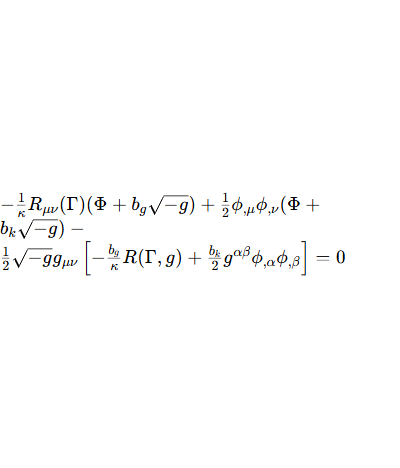 $-\frac{1}{\kappa}R_{\mu\nu}(\Gamma)(\Phi + b_g\sqrt{-g}) + \frac{1}{2}\phi_{,\mu}\phi_{,\nu}(\Phi +$
$b_k\sqrt{-g}) -$
$\frac{1}{2}\sqrt{-g}g_{\mu\nu}\left[-\frac{b_g}{\kappa}R(\Gamma, g) + \frac{b_k}{2}g^{\alpha\beta}\phi_{,\alpha}\phi_{,\beta}\right] = 0$